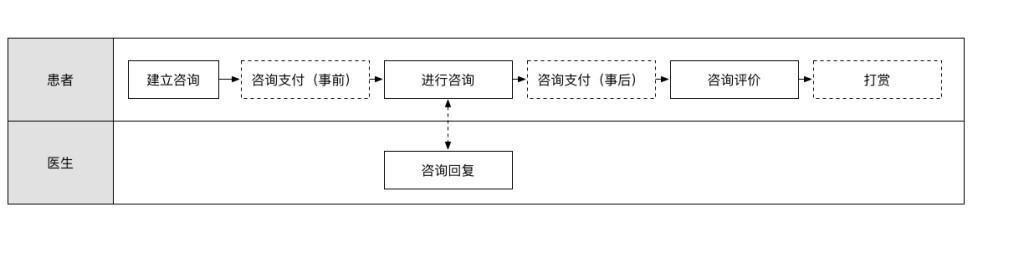 患者
建立咨询
咨询支付（事前）
进行咨询
咨询支付（事后）
咨询评价
打赏
医生
咨询回复